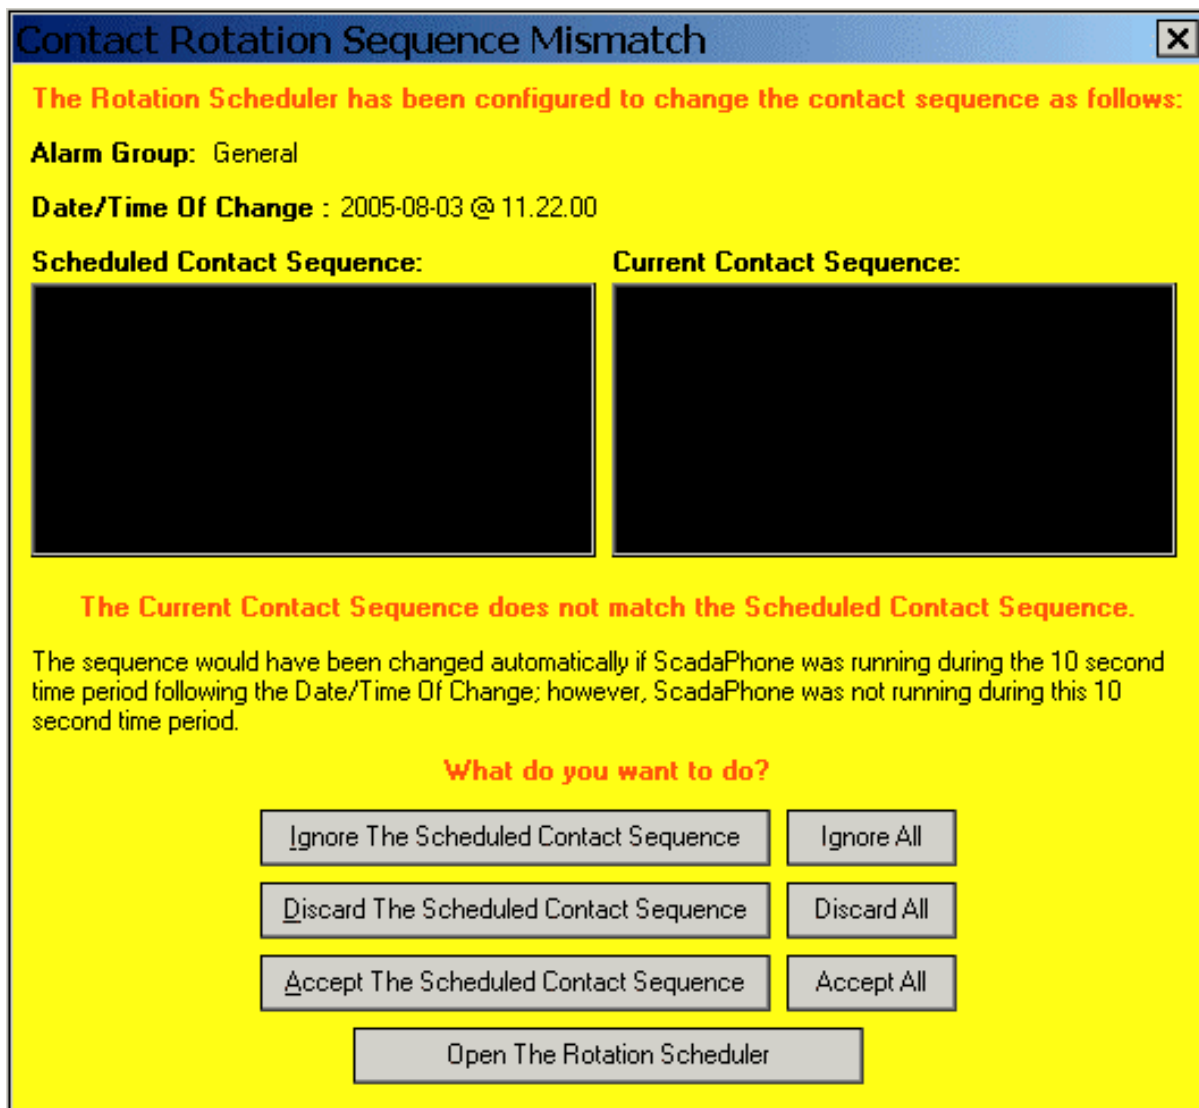 Contact Rotation Sequence Mismatch
The Rotation Scheduler has been configured to change the contact sequence as follows:
Alarm Group: General
Date/Time Of Change : 2005-08-03 @ 11.22.00
Scheduled Contact Sequence: Current Contact Sequence:
The Current Contact Sequence does not match the Scheduled Contact Sequence.
The sequence would have been changed automatically if ScadaPhone was running during the 10 second
time period following the Date/Time Of Change; however, ScadaPhone was not running during this 10
second time period.
What do you want to do?
Ignore The Scheduled Contact Sequence Ignore All
Discard The Scheduled Contact Sequence Discard All
Accept The Scheduled Contact Sequence Accept All
Open The Rotation Scheduler